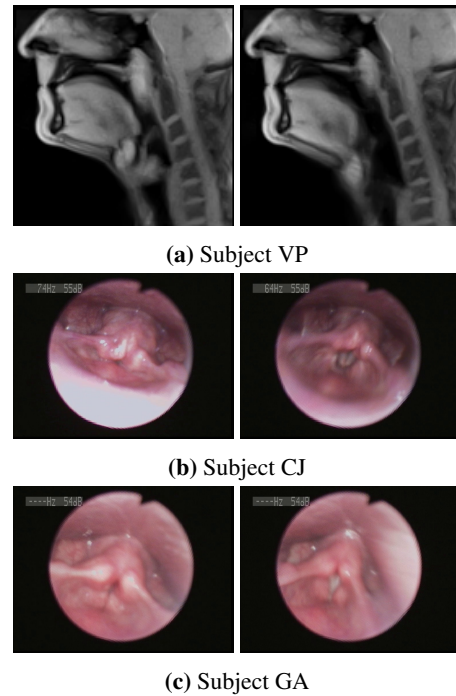 (a) Subject VP
74Hz 55dB
64Hz 55dB
(b) Subject CJ
----Hz 54dB
----Hz 54dB
(c) Subject GA